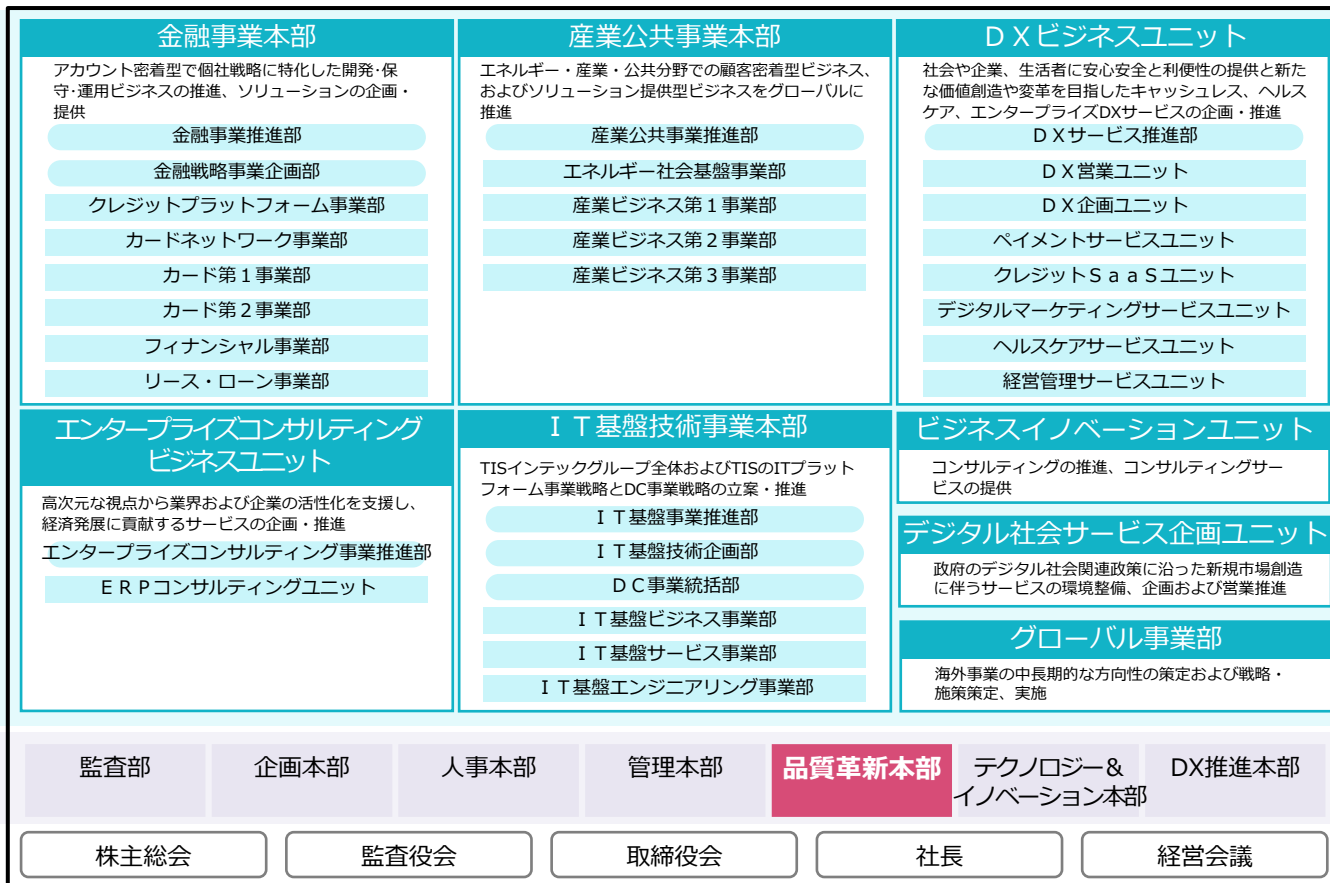 金融事業本部
アカウント密着型で個社戦略に特化した開発･保
守･運用ビジネスの推進、ソリューションの企画・
提供
金融事業推進部
金融戦略事業企画部
クレジットプラットフォーム事業部
カードネットワーク事業部
カード第１事業部
カード第２事業部
フィナンシャル事業部
リース・ローン事業部
産業公共事業本部
エネルギー・産業・公共分野での顧客密着型ビジネス、
およびソリューション提供型ビジネスをグローバルに
推進
産業公共事業推進部
エネルギー社会基盤事業部
産業ビジネス第１事業部
産業ビジネス第２事業部
産業ビジネス第３事業部
ＤＸビジネスユニット
社会や企業、生活者に安心安全と利便性の提供と新た
な価値創造や変革を目指したキャッシュレス、ヘルス
ケア、エンタープライズDXサービスの企画・推進
ＤＸサービス推進部
ＤＸ営業ユニット
ＤＸ企画ユニット
ペイメントサービスユニット
クレジットＳａａＳユニット
デジタルマーケティングサービスユニット
ヘルスケアサービスユニット
経営管理サービスユニット
エンタープライズコンサルティング
ビジネスユニット
高次元な視点から業界および企業の活性化を支援し、
経済発展に貢献するサービスの企画・推進
エンタープライズコンサルティング事業推進部
ＥＲＰコンサルティングユニット
ＩＴ基盤技術事業本部
TISインテックグループ全体およびTISのITプラット
フォーム事業戦略とDC事業戦略の立案・推進
ＩＴ基盤事業推進部
ＩＴ基盤技術企画部
ＤＣ事業統括部
ＩＴ基盤ビジネス事業部
ＩＴ基盤サービス事業部
ＩＴ基盤エンジニアリング事業部
ビジネスイノベーションユニット
コンサルティングの推進、コンサルティングサー
ビスの提供
デジタル社会サービス企画ユニット
政府のデジタル社会関連政策に沿った新規市場創造
に伴うサービスの環境整備、企画および営業推進
グローバル事業部
海外事業の中長期的な方向性の策定および戦略・
施策策定、実施
監査部
企画本部
人事本部
管理本部
品質革新本部
テクノロジー＆
イノベーション本部
DX推進本部
株主総会
監査役会
取締役会
社長
経営会議